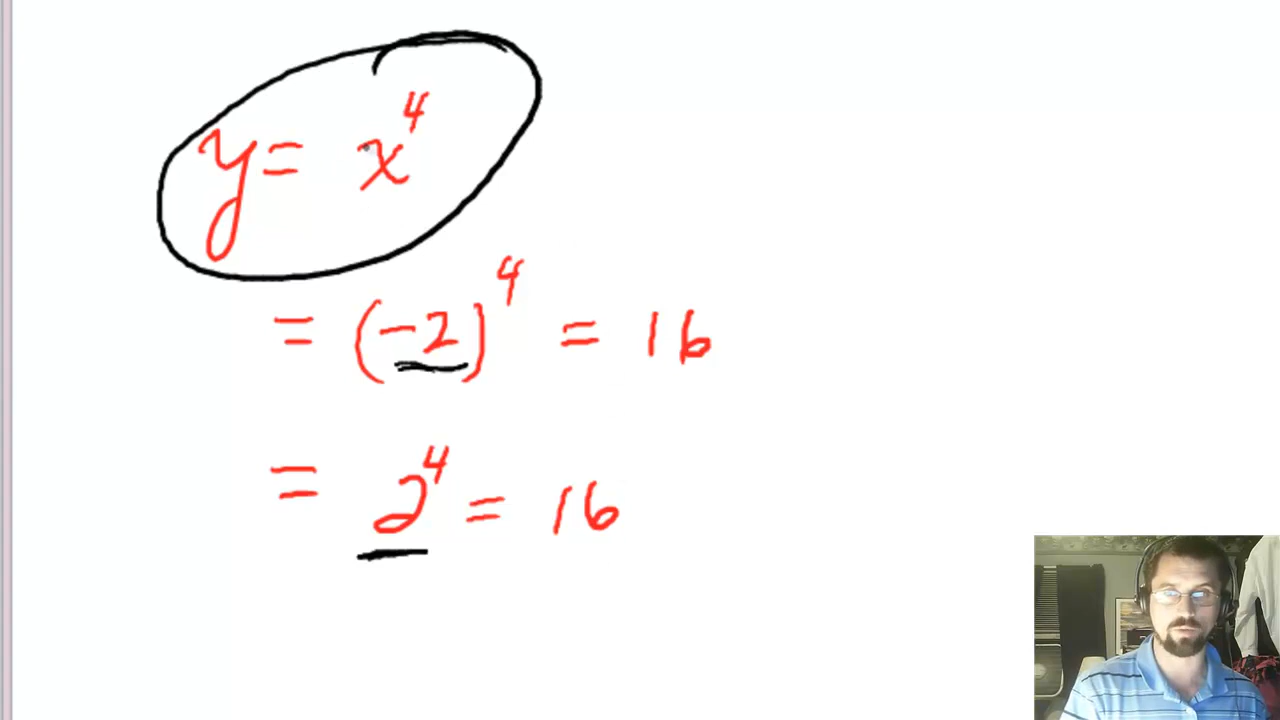 y = x⁴
= (-2)⁴ = 16
= 2⁴ = 16